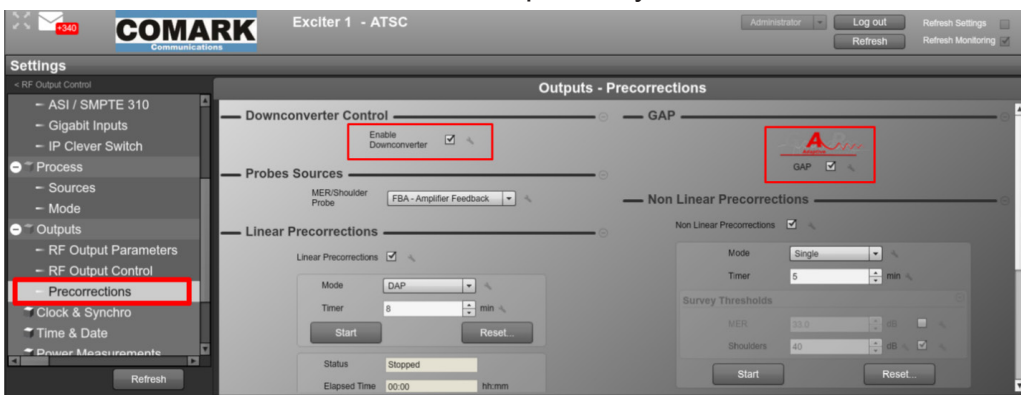 +340
COMARK
Communications
Exciter 1 - ATSC
Administrator
Log out
Refresh
Refresh Settings
Refresh Monitoring
Settings
< RF Output Control
ASI / SMPTE 310
Gigabit Inputs
IP Clever Switch
Process
Sources
Mode
Outputs
RF Output Parameters
RF Output Control
Precorrections
Clock & Synchro
Time & Date
Power Measurements
Refresh
Outputs - Precorrections
Downconverter Control
Enable
Downconverter
Probes Sources
MER/Shoulder
Probe
FBA - Amplifier Feedback
Linear Precorrections
Linear Precorrections
Mode DAP
Timer 8 min
Start Reset...
Status Stopped
Elapsed Time 00:00 hh:mm
GAP
Adaptive
GAP
Non Linear Precorrections
Non Linear Precorrections
Mode Single
Timer 5 min
Survey Thresholds
MER 33.0 dB
Shoulders 40 dB
Start Reset...